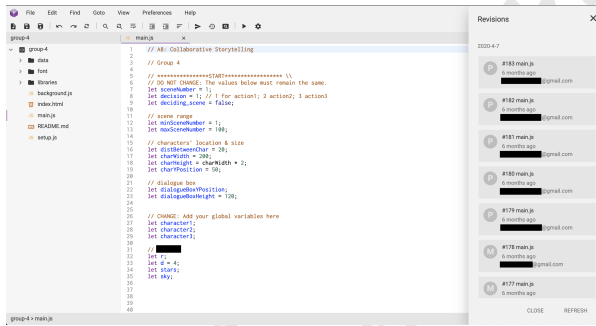 File Edit Find Goto View Preferences Help
group-4
main.js
group-4
data
font
libraries
background.js
index.html
main.js
README.md
setup.js
1 // A8: Collaborative Storytelling
2
3 // Group 4
4
5 // ****************START****************** \\
6 // DO NOT CHANGE: The values below must remain the same.
7 let sceneNumber = 1;
8 let decision = 1; // 1 for action1; 2 action2; 3 action3
9 let deciding_scene = false;
10
11 // scene range
12 let minSceneNumber = 1;
13 let maxSceneNumber = 100;
14
15 // characters' location & size
16 let distBetweenChar = 20;
17 let charWidth = 200;
18 let charHeight = charWidth * 2;
19 let charYPosition = 50;
20
21 // dialogue box
22 let dialogueBoxYPosition;
23 let dialogueBoxHeight = 120;
24
25
26 // CHANGE: Add your global variables here
27 let character1;
28 let character2;
29 let character3;
30
31 //
32 let r;
33 let d = 4;
34 let stars;
35 let sky;
36
37
38
39
40
group-4 > main.js
Revisions
2020-4-7
P
#183 main.js
6 months ago
@gmail.com
P
#182 main.js
6 months ago
@gmail.com
P
#181 main.js
6 months ago
@gmail.com
P
#180 main.js
6 months ago
@gmail.com
P
#179 main.js
6 months ago
@gmail.com
M
#178 main.js
6 months ago
@gmail.com
M
#177 main.js
6 months ago
CLOSE REFRESH